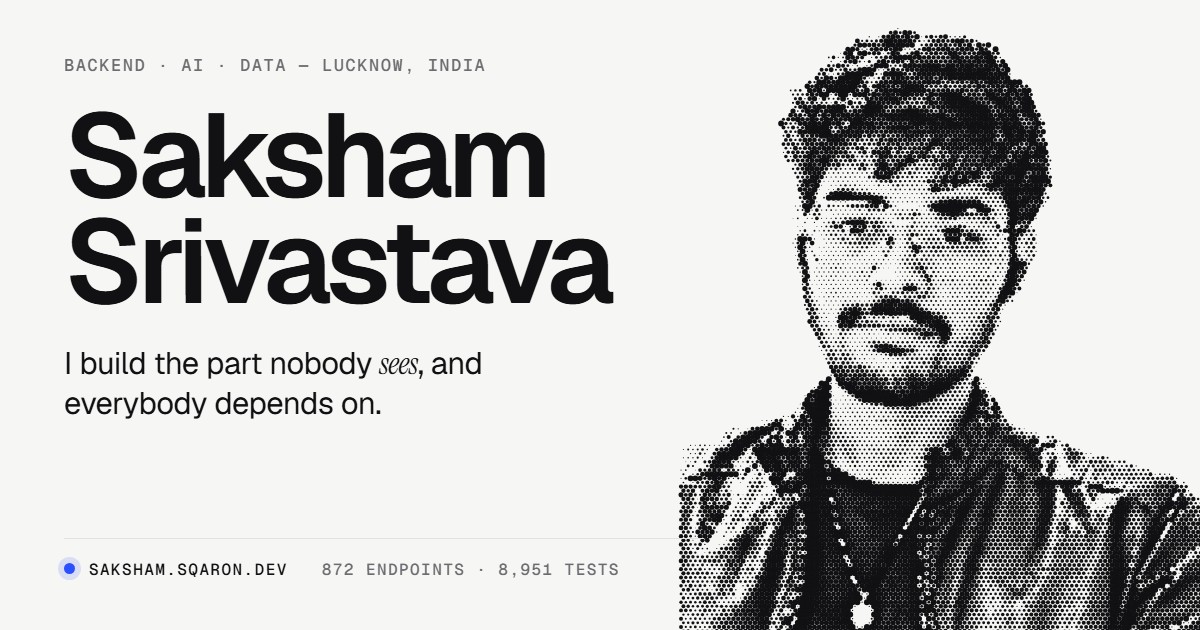 BACKEND · AI · DATA — LUCKNOW, INDIA
Saksham
Srivastava
I build the part nobody sees, and
everybody depends on.
SAKSHAM.SQARON.DEV
872 ENDPOINTS · 8,951 TESTS